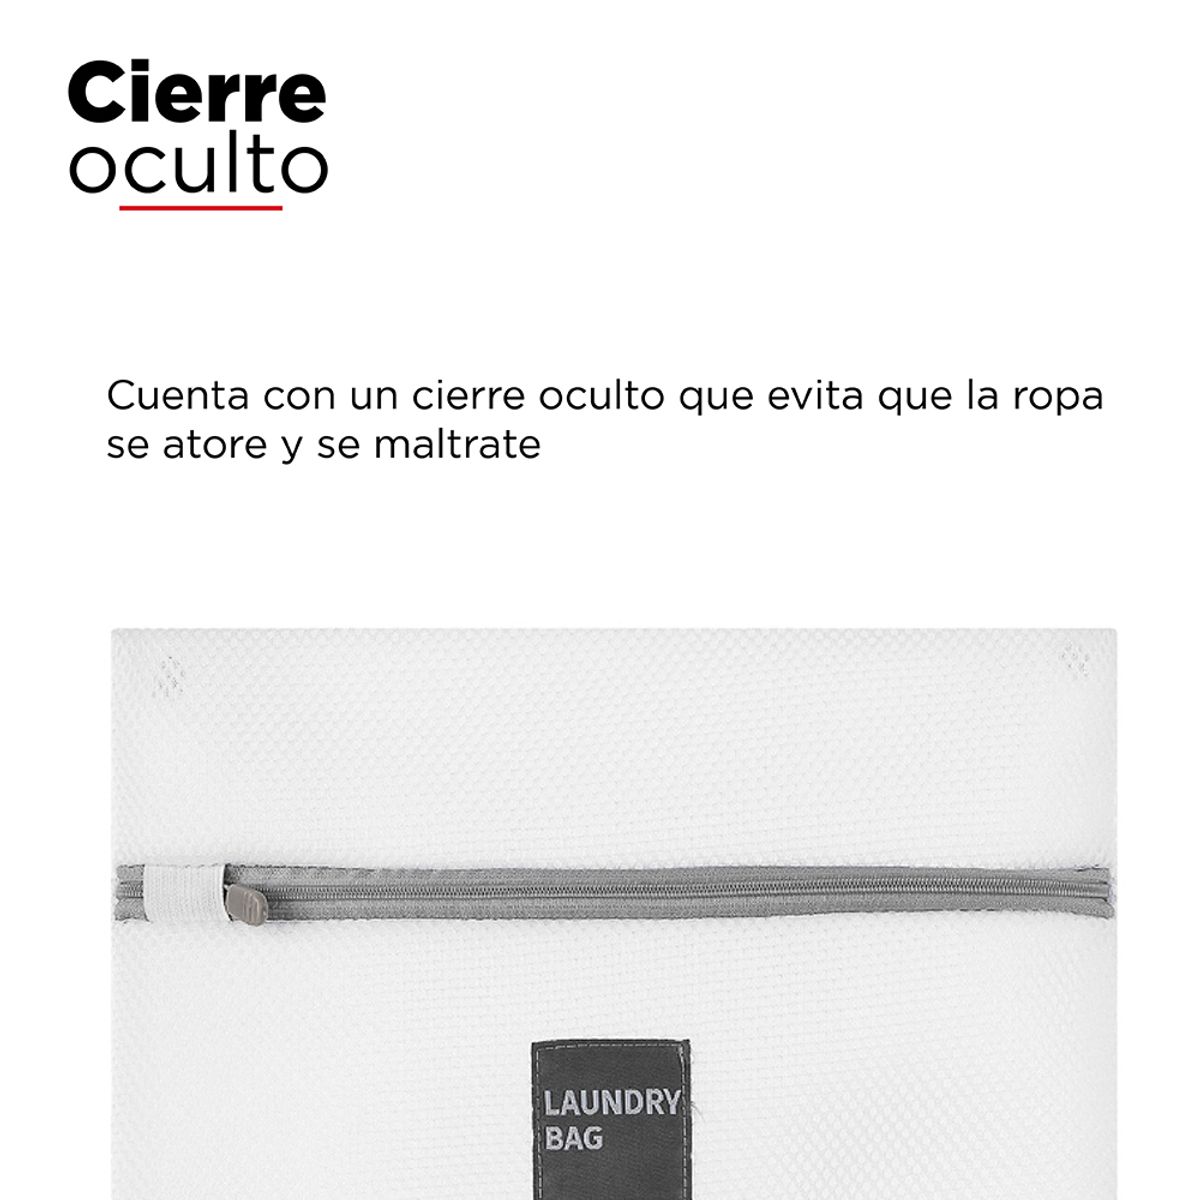 Cierre
oculto
Cuenta con un cierre oculto que evita que la ropa
se atore y se maltrate
LAUNDRY
BAG